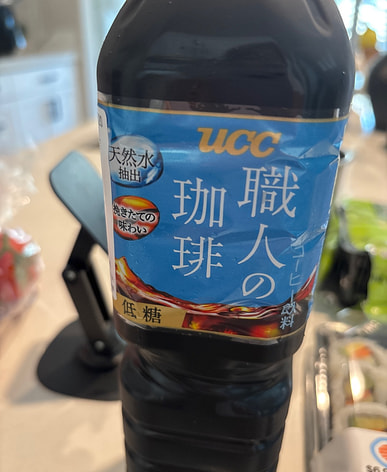 ucc
天然水
抽出
挽きたての
味わい
職人の
珈琲
コーヒー飲料
低糖